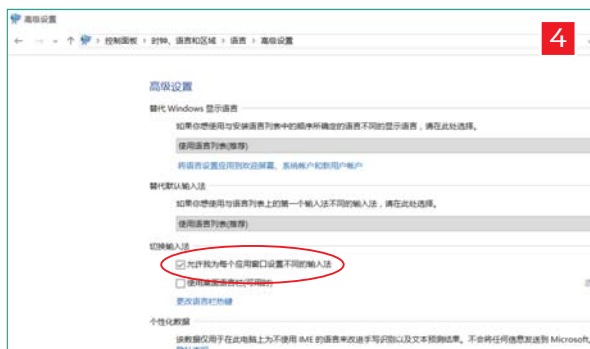 高级设置
← → ↑ › 控制面板 › 时钟、语言和区域 › 语言 › 高级设置
4
高级设置
替代 Windows 显示语言
如果你想使用与安装语言列表中的顺序所确定的语言不同的显示语言，请在此处选择。
使用语言列表(推荐)
将语言设置应用到欢迎屏幕、系统帐户和新用户帐户
替代默认输入法
如果你想使用与语言列表上的第一个输入法不同的输入法，请在此处选择。
使用语言列表(推荐)
切换输入法
允许我为每个应用窗口设置不同的输入法
使用桌面语言栏(可用时)
更改语言栏热键
个性化数据
该数据仅用于在此电脑上为不使用 IME 的语言来改进手写识别以及文本预测结果。不会将任何信息发送到 Microsoft。